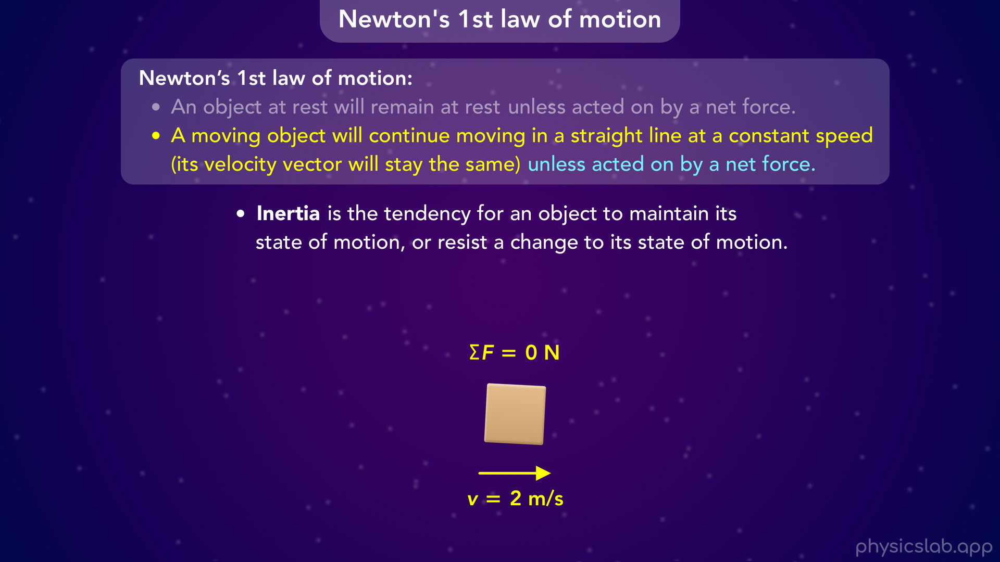 Newton's 1st law of motion
Newton’s 1st law of motion:
• An object at rest will remain at rest unless acted on by a net force.
• A moving object will continue moving in a straight line at a constant speed
(its velocity vector will stay the same) unless acted on by a net force.
• Inertia is the tendency for an object to maintain its
state of motion, or resist a change to its state of motion.
ΣF = 0 N
v = 2 m/s
physicslab.app